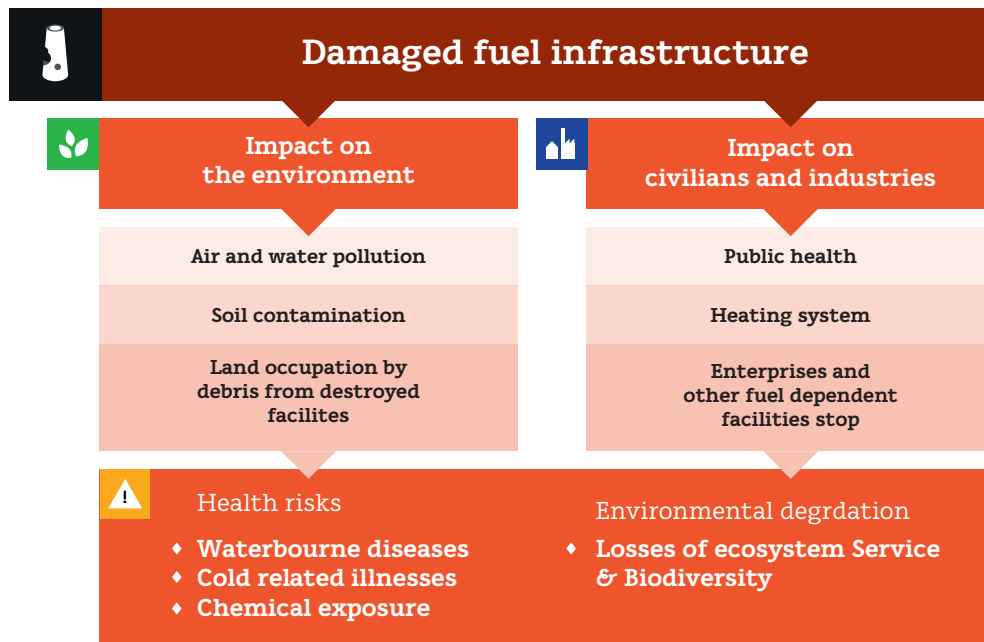 Damaged fuel infrastructure
Impact on
the environment
Air and water pollution
Soil contamination
Land occupation by
debris from destroyed
facilites
Impact on
civilians and industries
Public health
Heating system
Enterprises and
other fuel dependent
facilities stop
!
Health risks
♦ Waterbourne diseases
♦ Cold related illnesses
♦ Chemical exposure
Environmental degrdation
♦ Losses of ecosystem Service
& Biodiversity